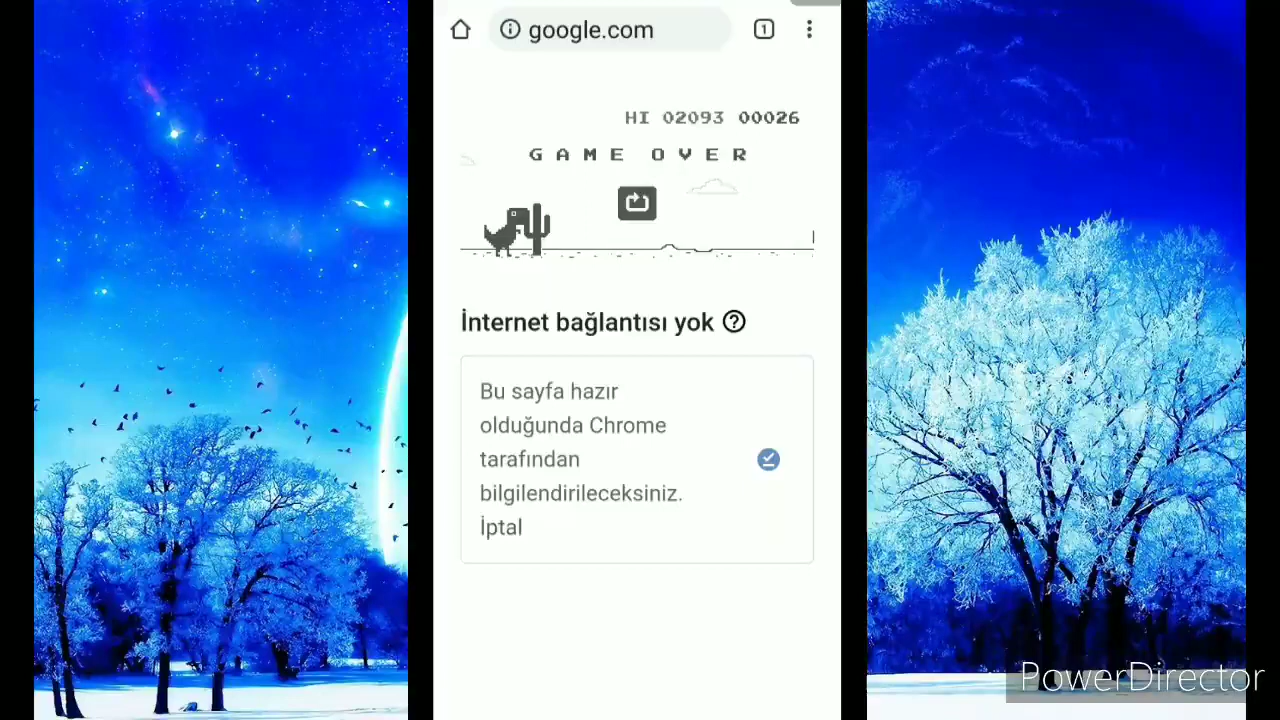 google.com
1
HI 02093 00026
GAME OVER
İnternet bağlantısı yok
Bu sayfa hazır
olduğunda Chrome
tarafından
bilgilendirileceksiniz.
İptal
PowerDirector